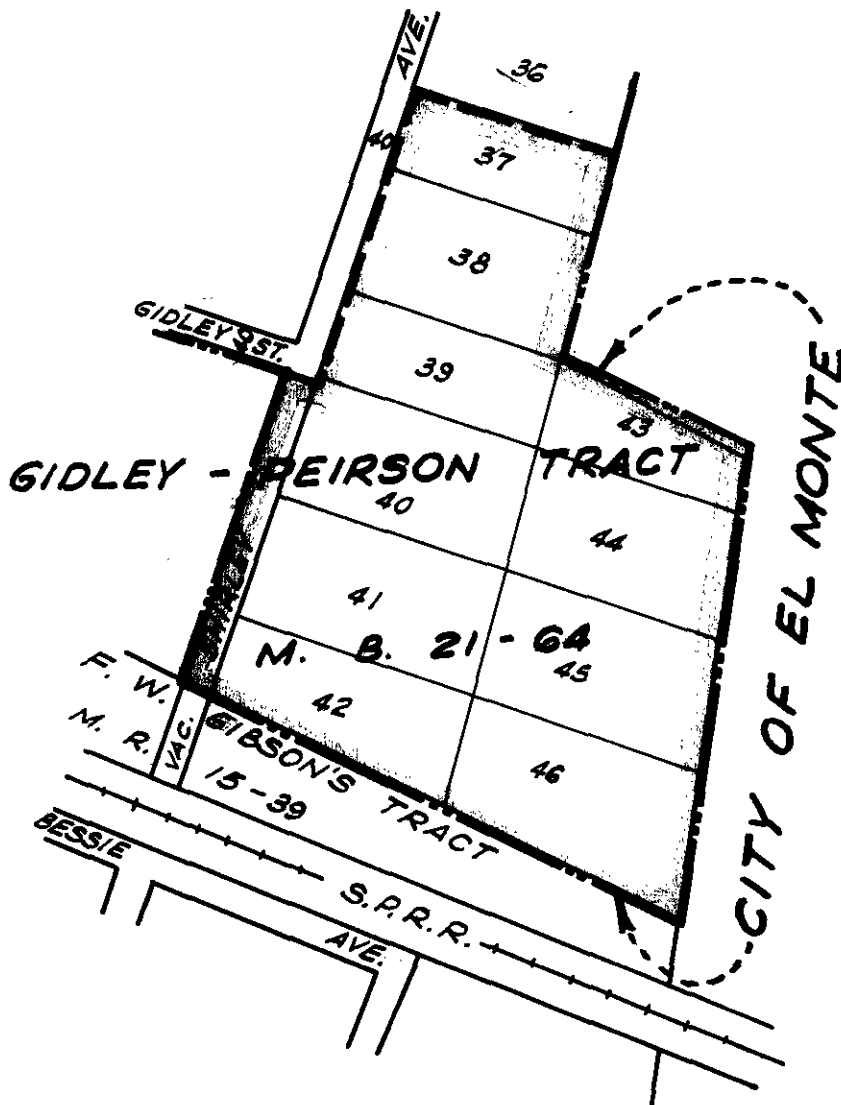 AVE.
36
40
37
38
GIDLEY ST.
39
43
GIDLEY - PEIRSON TRACT
40
44
41
M. B. 21 - 64
45
42
46
F. W. GIBSON'S TRACT
M. R. 15 - 39
VAC.
BESSIE AVE.
S.P.R.R.
CITY OF EL MONTE